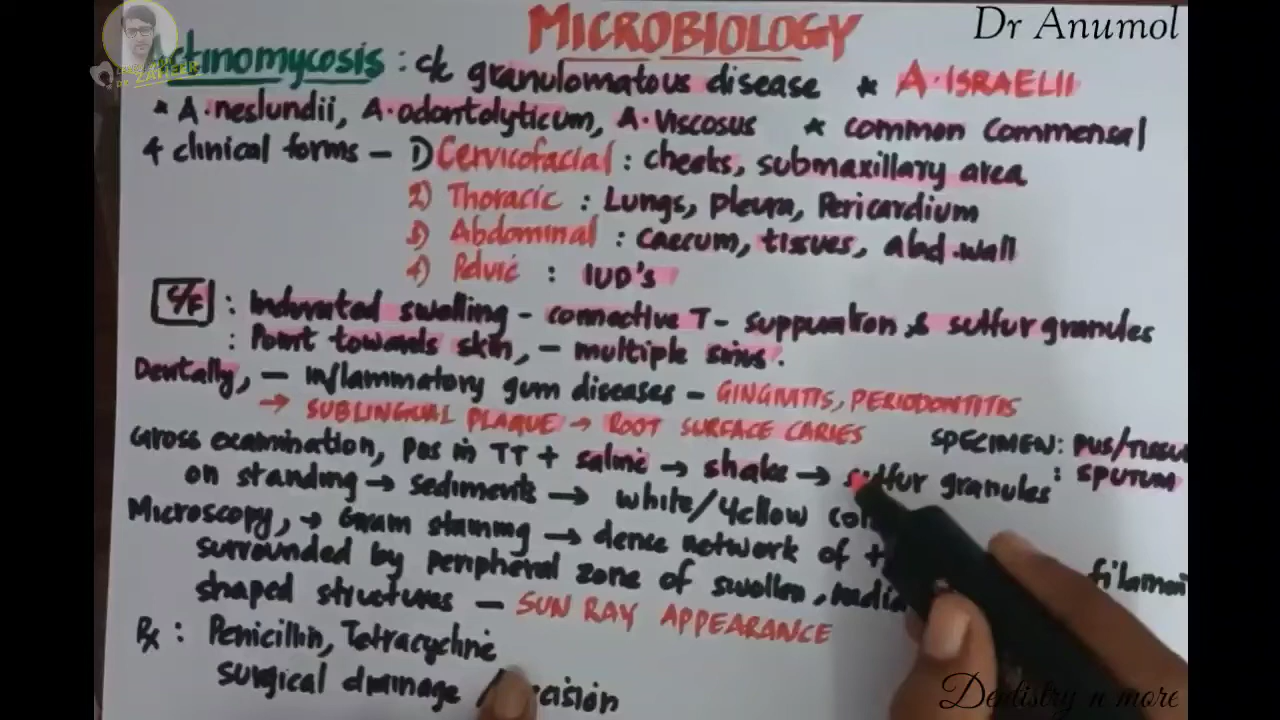 MICROBIOLOGY
Dr Anumol
Actinomycosis : c/c granulomatous disease * A. ISRAELII
* A. neslundii, A. odontolyticum, A. Viscosus * common commensal
4 clinical forms - 1) Cervicofacial : cheeks, submaxillary area
2) Thoracic : Lungs, pleura, Pericardium
3) Abdominal : caecum, tissues, abd. wall
4) Pelvic : IUD's
C/F : Indurated swelling - connective T - suppuration & sulfur granules
: Point towards skin, - multiple sinus.
Dentally, - Inflammatory gum diseases - GINGIVITIS, PERIODONTITIS
→ SUBLINGUAL PLAQUE → ROOT SURFACE CARIES
SPECIMEN: PUS/TISSU
: SPUTUM
Gross examination, pus in TT + saline → shake → sulfur granules
on standing → sediments → white/yellow
Microscopy, → Gram staining → dense network of filamen
surrounded by peripheral zone of swollen,
shaped structures - SUN RAY APPEARANCE
Rx : Penicillin, Tetracycline
surgical drainage
Dentistry n more